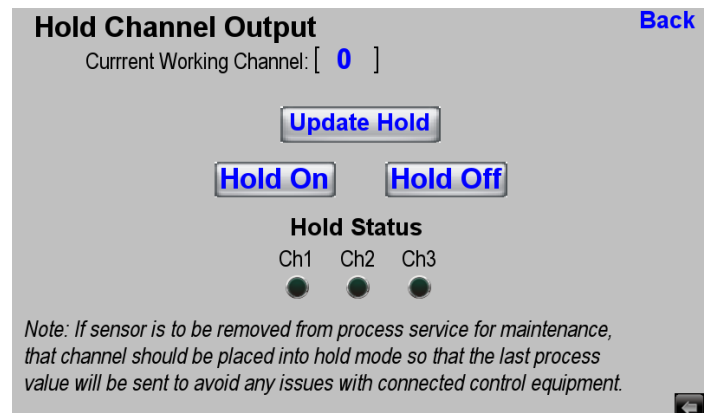 Hold Channel Output
Back
Currrent Working Channel: [ 0 ]
Update Hold
Hold On
Hold Off
Hold Status
Ch1 Ch2 Ch3
Note: If sensor is to be removed from process service for maintenance,
that channel should be placed into hold mode so that the last process
value will be sent to avoid any issues with connected control equipment.